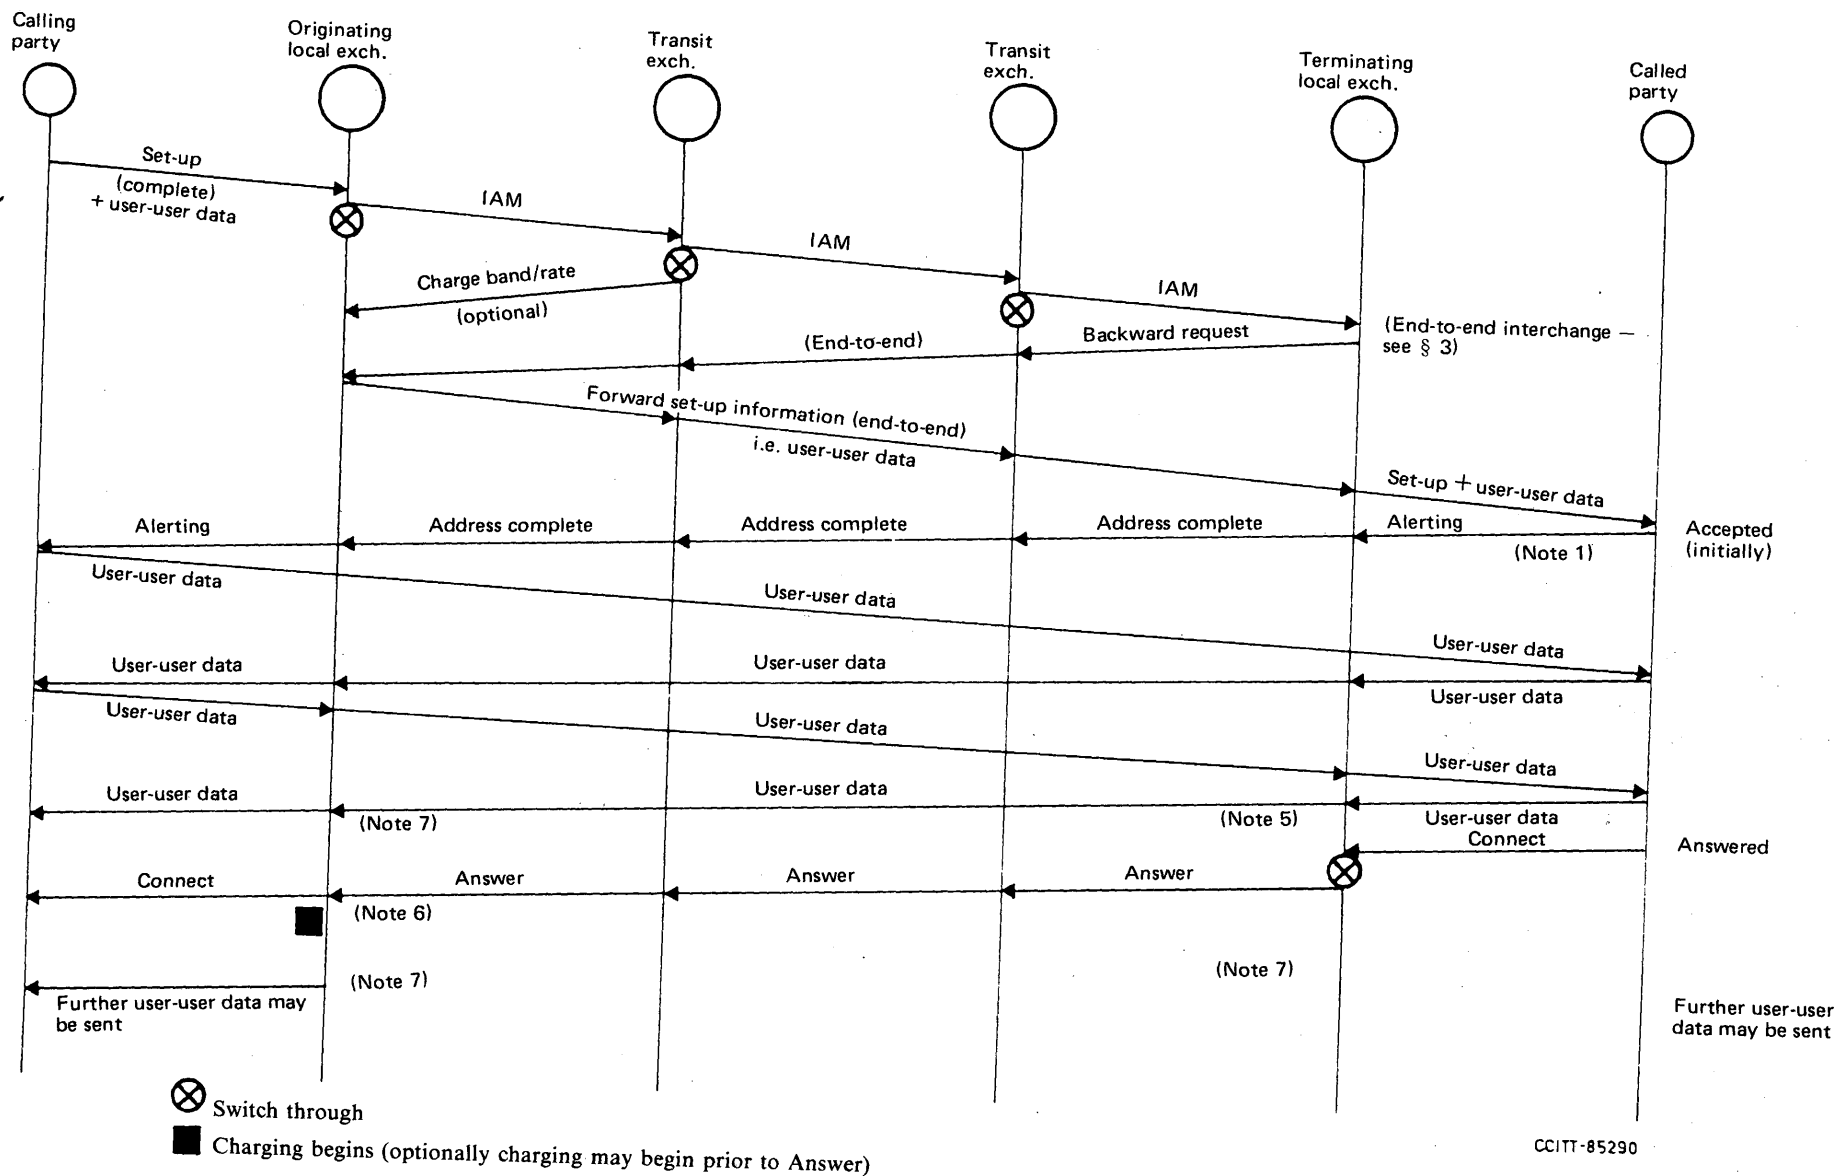 Calling
party
Originating
local exch.
Transit
exch.
Transit
exch.
Terminating
local exch.
Called
party
Set-up
(complete)
+ user-user data
IAM
IAM
IAM
Charge band/rate
(optional)
(End-to-end)
Backward request
(End-to-end interchange —
see § 3)
Forward set-up information (end-to-end)
i.e. user-user data
Set-up + user-user data
Alerting
Address complete
Address complete
Address complete
Alerting
(Note 1)
Accepted
(initially)
User-user data
User-user data
User-user data
User-user data
User-user data
User-user data
User-user data
User-user data
User-user data
User-user data
User-user data
(Note 7)
(Note 5)
User-user data
Connect
Answered
Connect
Answer
Answer
Answer
(Note 6)
(Note 7)
(Note 7)
Further user-user data may
be sent
Further user-user
data may be sent
Switch through
Charging begins (optionally charging may begin prior to Answer)
CCITT-85290